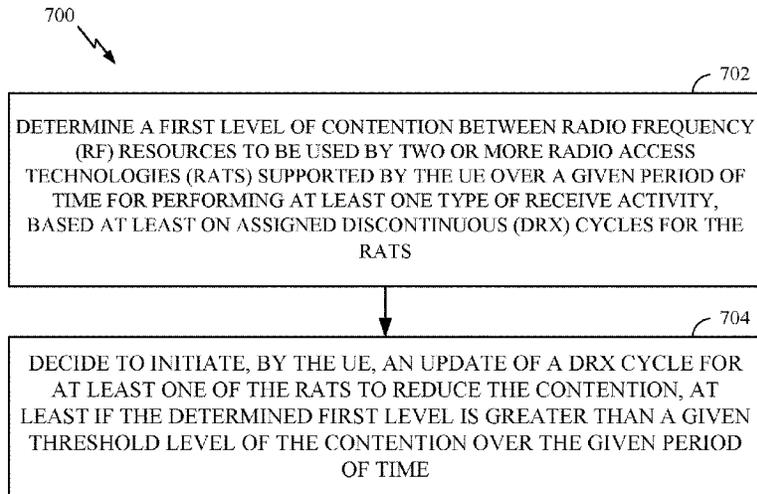 700
702
DETERMINE A FIRST LEVEL OF CONTENTION BETWEEN RADIO FREQUENCY
(RF) RESOURCES TO BE USED BY TWO OR MORE RADIO ACCESS
TECHNOLOGIES (RATS) SUPPORTED BY THE UE OVER A GIVEN PERIOD OF
TIME FOR PERFORMING AT LEAST ONE TYPE OF RECEIVE ACTIVITY,
BASED AT LEAST ON ASSIGNED DISCONTINUOUS (DRX) CYCLES FOR THE
RATS
704
DECIDE TO INITIATE, BY THE UE, AN UPDATE OF A DRX CYCLE FOR
AT LEAST ONE OF THE RATS TO REDUCE THE CONTENTION, AT
LEAST IF THE DETERMINED FIRST LEVEL IS GREATER THAN A GIVEN
THRESHOLD LEVEL OF THE CONTENTION OVER THE GIVEN PERIOD
OF TIME